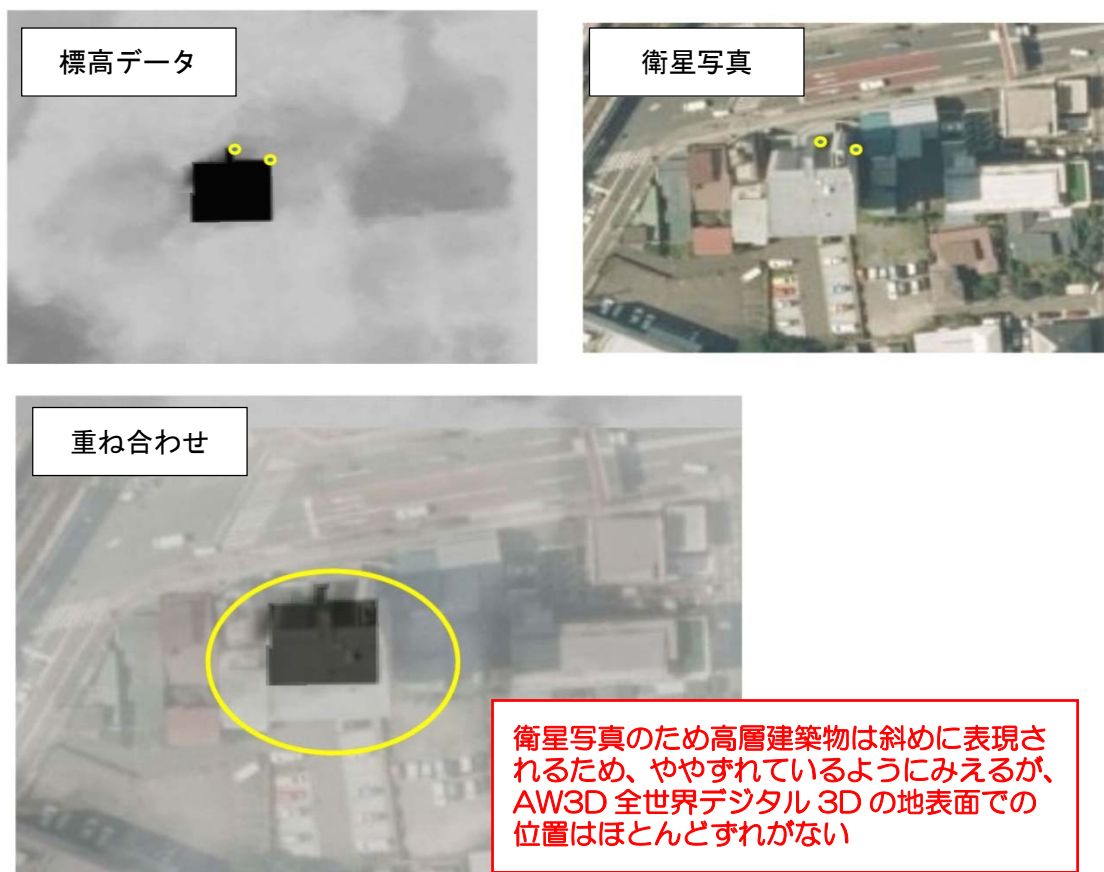 標高データ
衛星写真
重ね合わせ
衛星写真のため高層建築物は斜めに表現さ
れるため、ややずれているようにみえるが、
AW3D 全世界デジタル 3D の地表面での
位置はほとんどずれがない